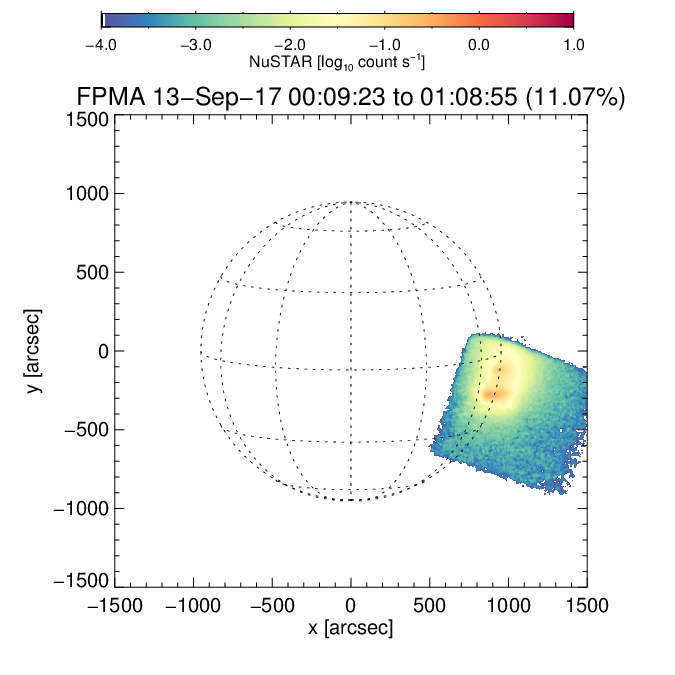 −4.0 −3.0 −2.0 −1.0 0.0 1.0
NuSTAR [log10 count s−1]
FPMA 13−Sep−17 00:09:23 to 01:08:55 (11.07%)
1500
1000
500
0
−500
−1000
−1500
y [arcsec]
−1500 −1000 −500 0 500 1000 1500
x [arcsec]